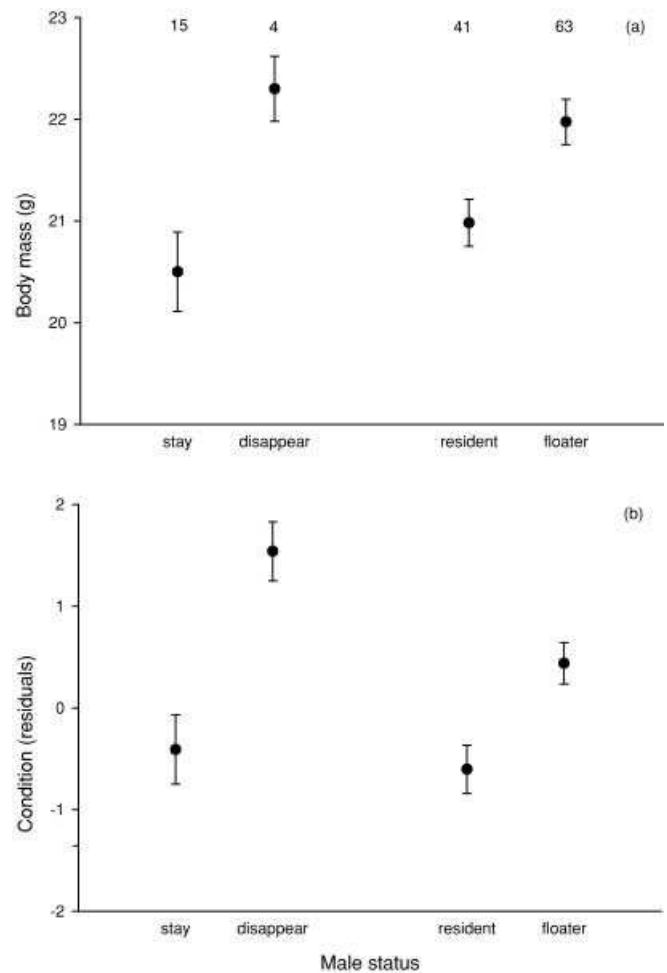 23
15 4 41 63 (a)
22
21
20
19
Body mass (g)
stay disappear resident floater
2
(b)
1
0
-1
-2
Condition (residuals)
stay disappear resident floater
Male status